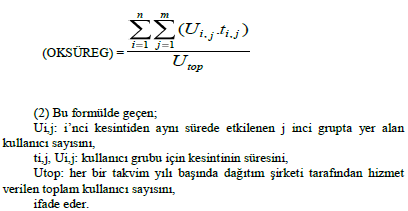 (OKSÜREG) = \frac{\sum_{i=1}^{n} \sum_{j=1}^{m} (U_{i,j} . t_{i,j})}{U_{top}}
(2) Bu formülde geçen;
Ui,j: i’nci kesintiden aynı sürede etkilenen j inci grupta yer alan
kullanıcı sayısını,
ti,j, Ui,j: kullanıcı grubu için kesintinin süresini,
Utop: her bir takvim yılı başında dağıtım şirketi tarafından hizmet
verilen toplam kullanıcı sayısını,
ifade eder.